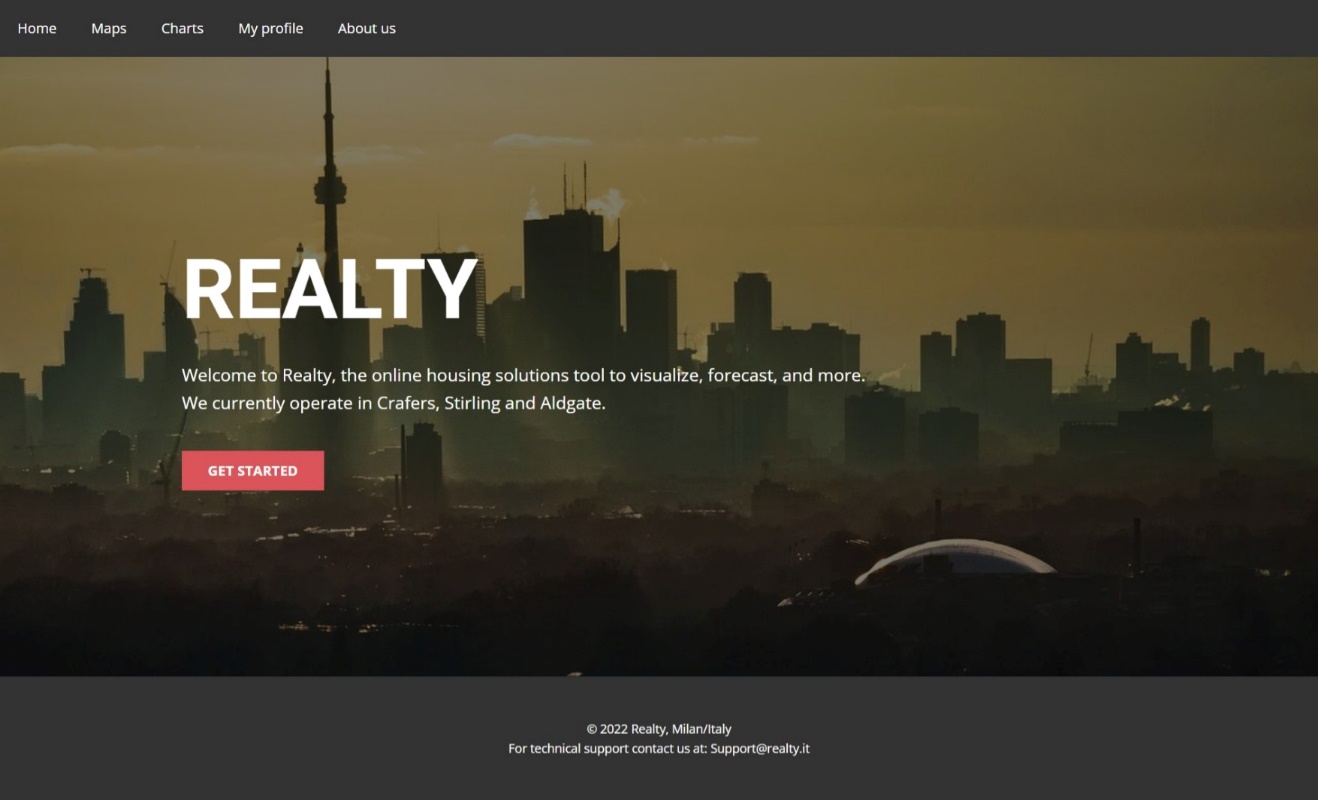 Home Maps Charts My profile About us
REALTY
Welcome to Realty, the online housing solutions tool to visualize, forecast, and more.
We currently operate in Crafers, Stirling and Aldgate.
GET STARTED
© 2022 Realty, Milan/Italy
For technical support contact us at: Support@realty.it